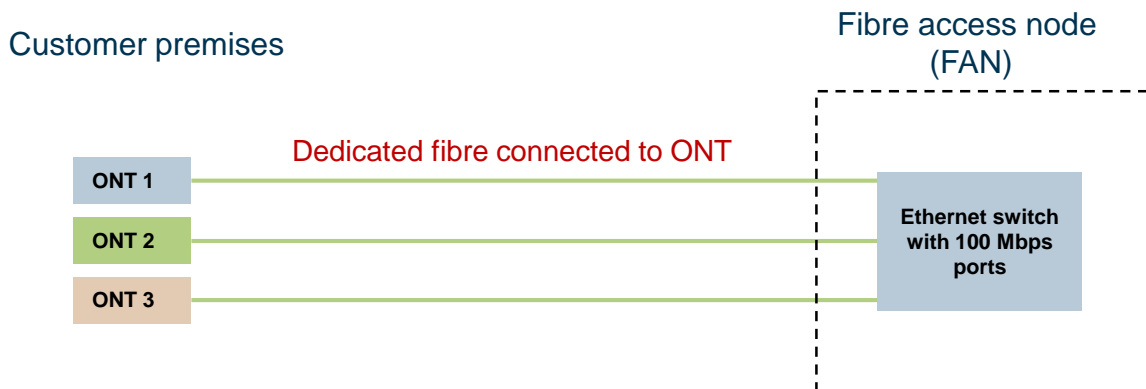 Customer premises
Fibre access node
(FAN)
Dedicated fibre connected to ONT
ONT 1
ONT 2
ONT 3
Ethernet switch
with 100 Mbps
ports